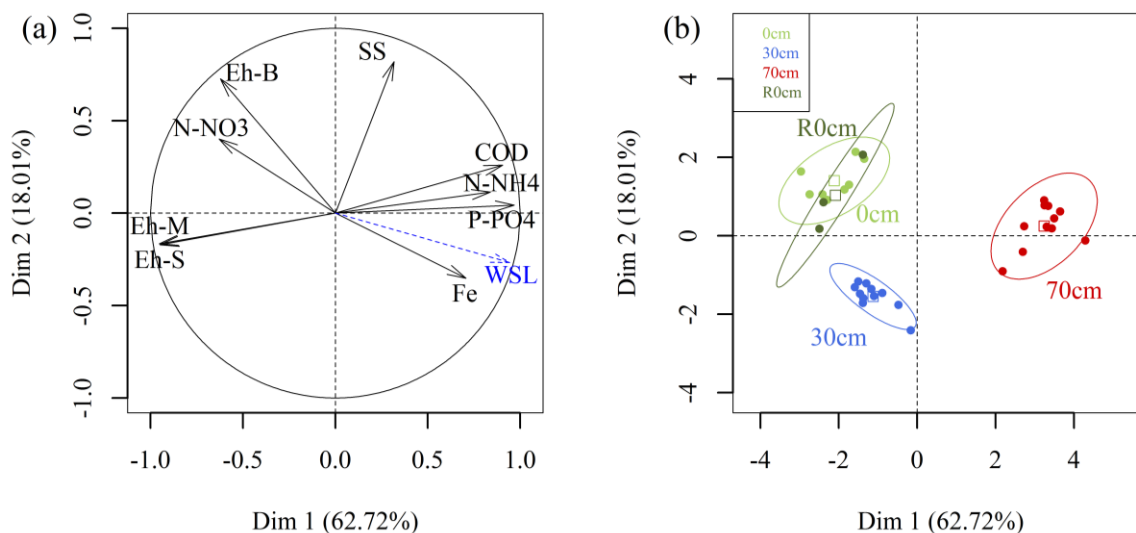 (a)
Dim 2 (18.01%)
1.0
0.5
0.0
-0.5
-1.0
SS
Eh-B
N-NO3
COD
N-NH4
P-PO4
Eh-M
Eh-S
WSL
Fe
-1.0 -0.5 0.0 0.5 1.0
Dim 1 (62.72%)
(b)
Dim 2 (18.01%)
4
2
0
-2
-4
0cm
30cm
70cm
R0cm
R0cm
0cm
70cm
30cm
-4 -2 0 2 4
Dim 1 (62.72%)